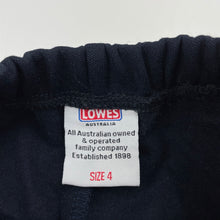 LOWES
AUSTRALIA
All Australian owned
& operated
family company
Established 1898
SIZE 4